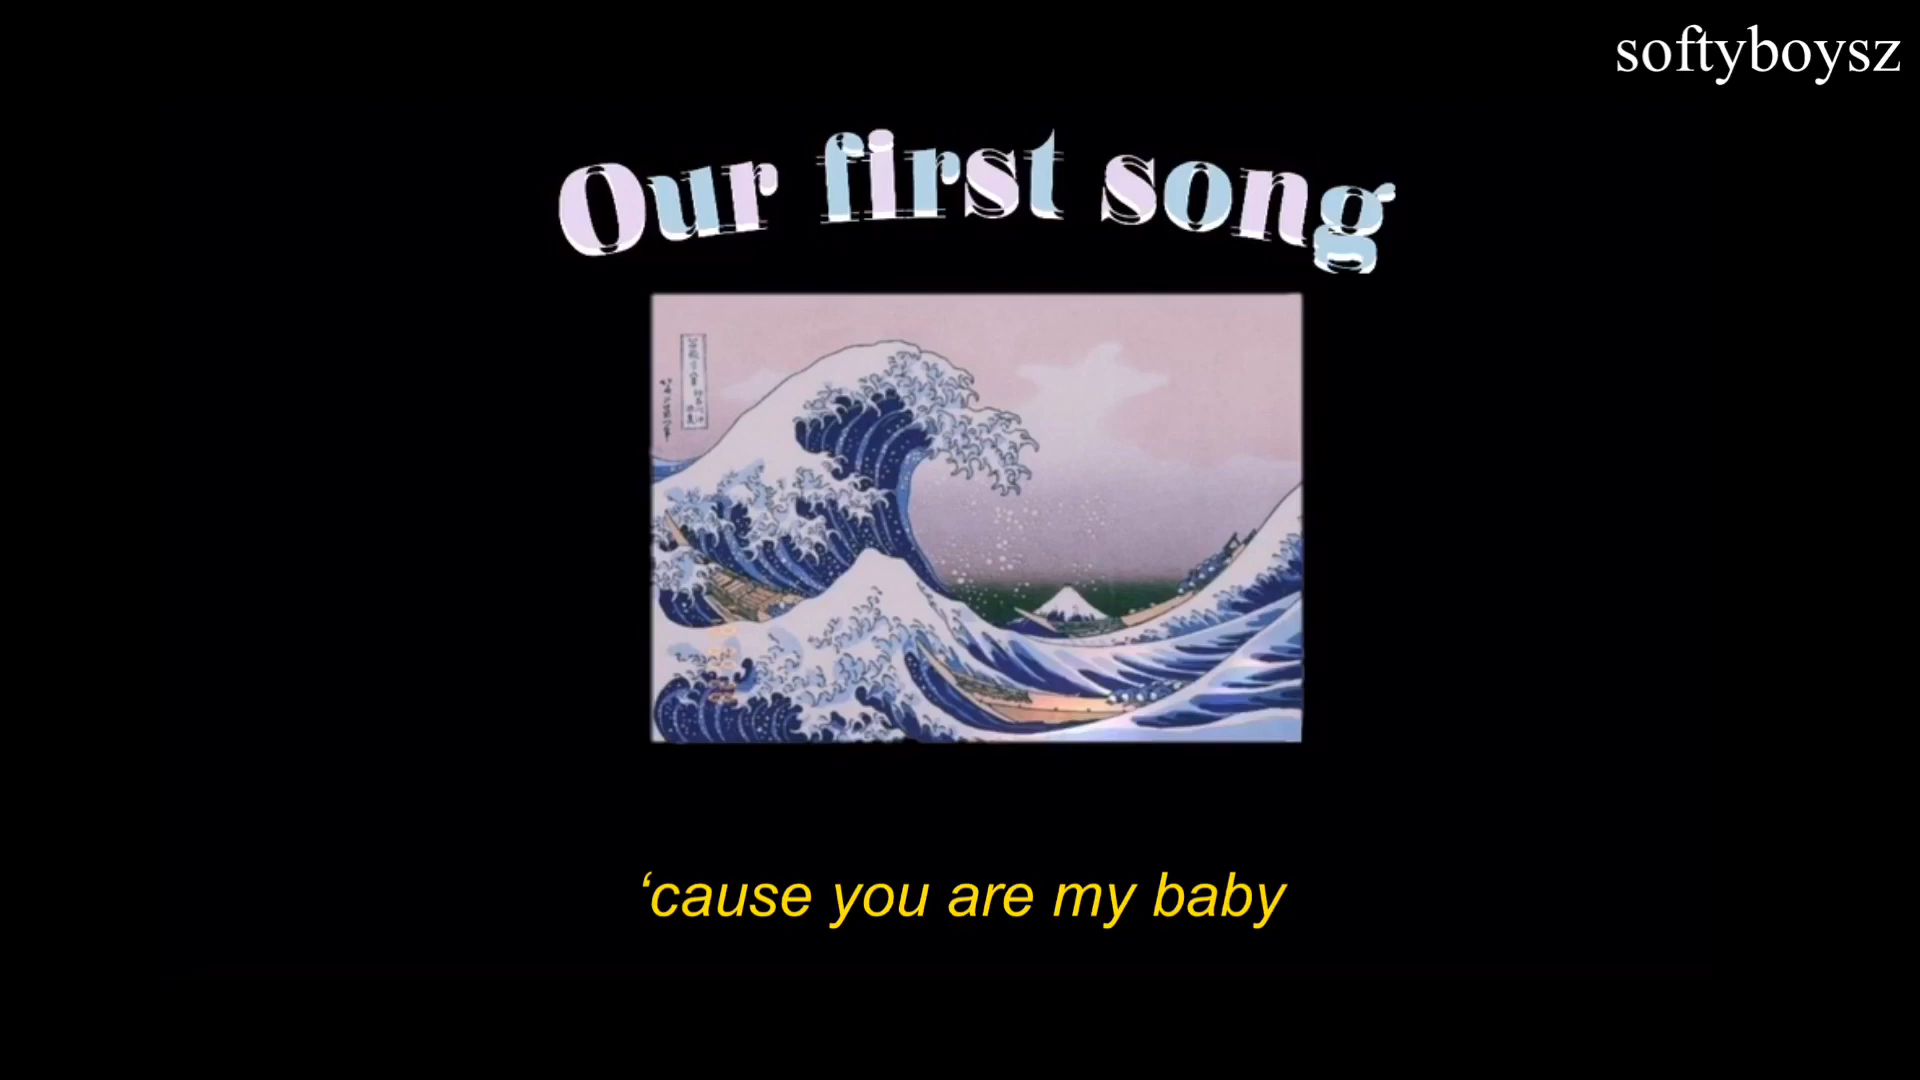 softyboysz
Our first song
‘cause you are my baby